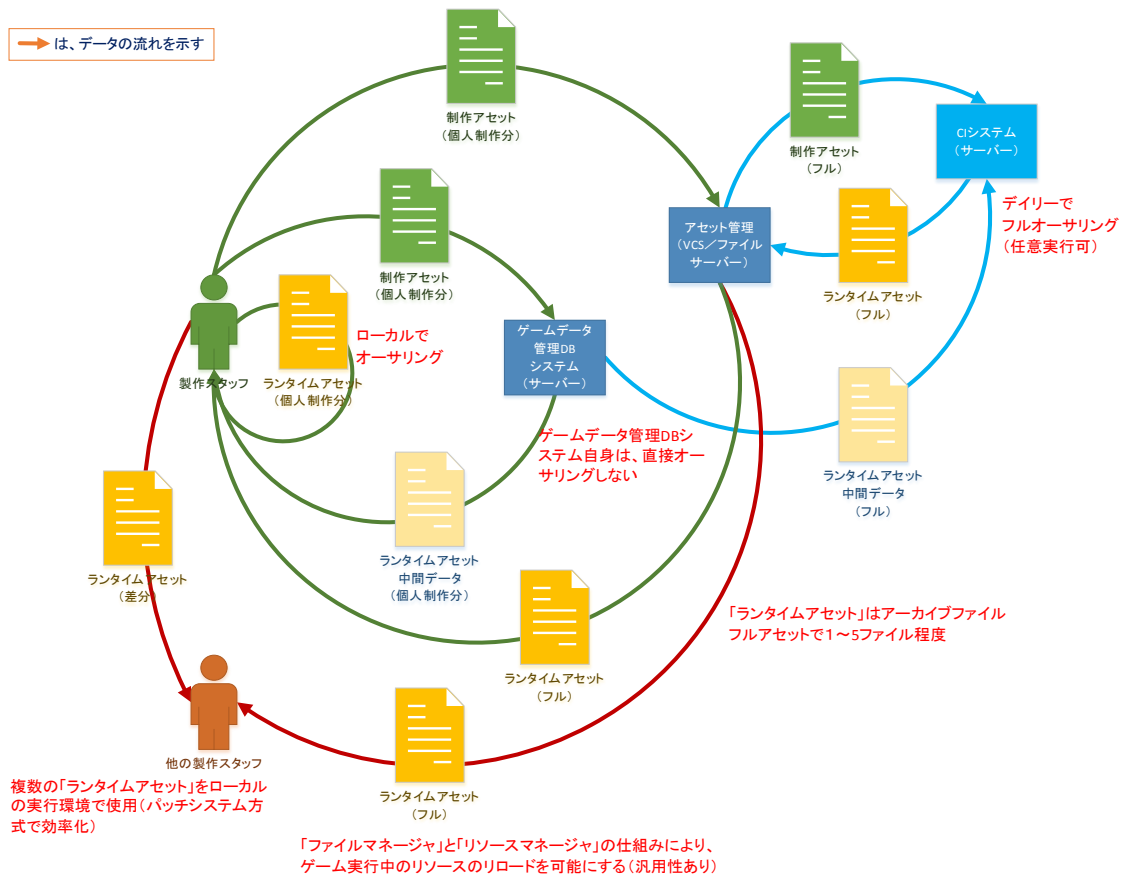 は、データの流れを示す
制作アセット
（個人制作分）
制作アセット
（フル）
CIシステム
（サーバー）
制作アセット
（個人制作分）
アセット管理
（VCS／ファイル
サーバー）
ランタイムアセット
（フル）
デイリーで
フルオーサリング
（任意実行可）
製作スタッフ
ランタイムアセット
（個人制作分）
ローカルで
オーサリング
ゲームデータ
管理DB
システム
（サーバー）
ゲームデータ管理DBシ
ステム自身は、直接オー
サリングしない
ランタイムアセット
中間データ
（フル）
ランタイムアセット
中間データ
（個人制作分）
ランタイムアセット
（差分）
ランタイムアセット
（フル）
「ランタイムアセット」はアーカイブファイル
フルアセットで１～５ファイル程度
他の製作スタッフ
複数の「ランタイムアセット」をローカル
の実行環境で使用（パッチシステム方
式で効率化）
ランタイムアセット
（フル）
「ファイルマネージャ」と「リソースマネージャ」の仕組みにより、
ゲーム実行中のリソースのリロードを可能にする（汎用性あり）